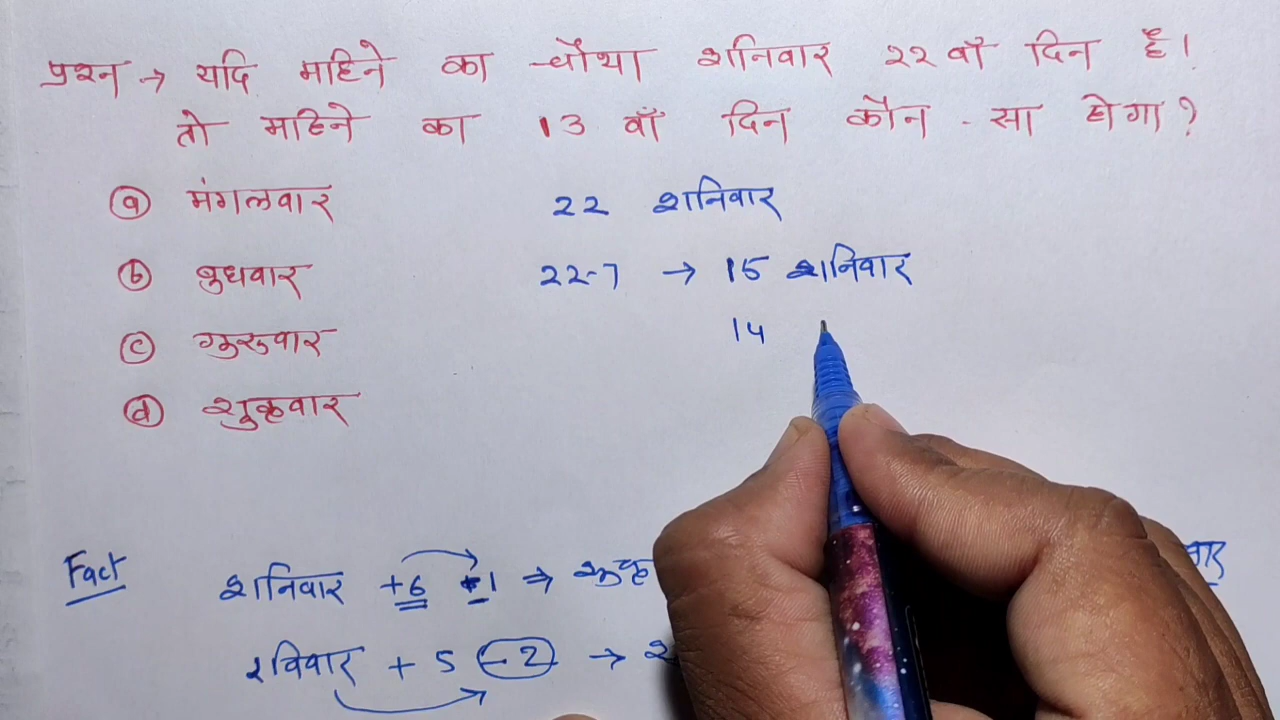 प्रश्न → यदि महिने का चौथा शनिवार 22 वाँ दिन है।
तो महिने का 13 वाँ दिन कौन - सा होगा?
ⓐ मंगलवार
ⓑ बुधवार
ⓒ गुरुवार
ⓓ शुक्रवार
22 शनिवार
22-7 → 15 शनिवार
14
Fact
शनिवार +6 -1 ⇒ शुक्र
रविवार + 5 -2 →